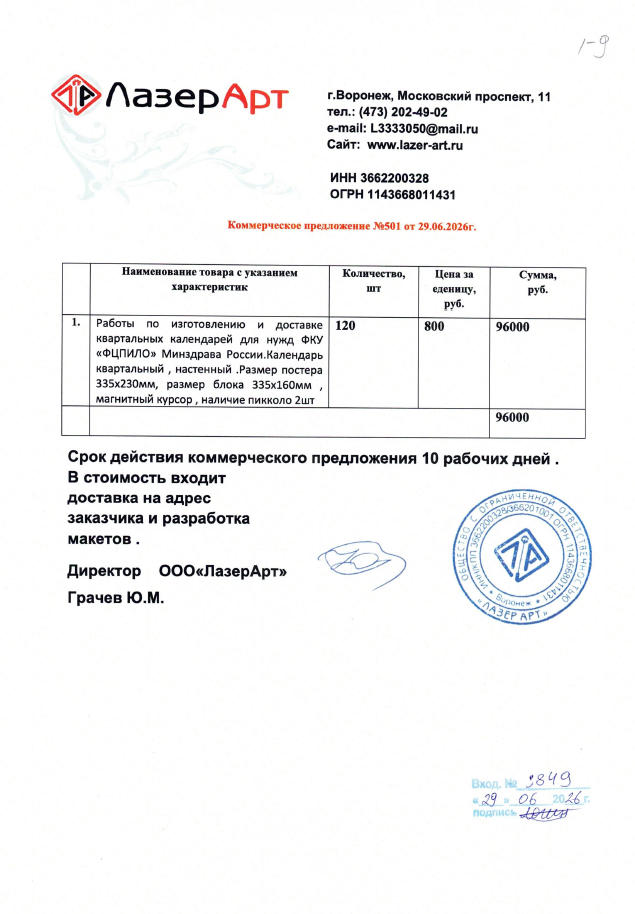 1-9
ЛазерАрт
г.Воронеж, Московский проспект, 11
тел.: (473) 202-49-02
e-mail: L3333050@mail.ru
Сайт: www.lazer-art.ru
ИНН 3662200328
ОГРН 1143668011431
Коммерческое предложение №501 от 29.06.2026г.
Наименование товара с указанием характеристик
Количество, шт
Цена за еденицу, руб.
Сумма, руб.
1.
Работы по изготовлению и доставке
квартальных календарей для нужд ФКУ
«ФЦПИЛО» Минздрава России.Календарь
квартальный , настенный .Размер постера
335х230мм, размер блока 335х160мм ,
магнитный курсор , наличие пикколо 2шт
120
800
96000
96000
Срок действия коммерческого предложения 10 рабочих дней .
В стоимость входит
доставка на адрес
заказчика и разработка
макетов .
Директор ООО«ЛазерАрт»
Грачев Ю.М.
ОБЩЕСТВО С ОГРАНИЧЕННОЙ ОТВЕТСТВЕННОСТЬЮ
ИНН/КПП 3662200328/366201001 ОГРН 1143668011431
* Воронеж *
«ЛАЗЕР АРТ»
Вход. № 3849
«29» 06 2026г.
подпись